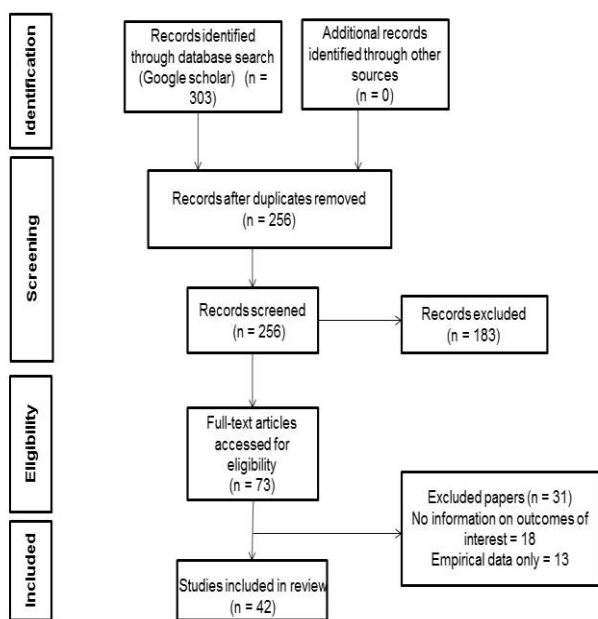 Identification
Records identified
through database search
(Google scholar) (n =
303)
Additional records
identified through other
sources
(n = 0)
Screening
Records after duplicates removed
(n = 256)
Records screened
(n = 256)
Records excluded
(n = 183)
Eligibility
Full-text articles
accessed for
eligibility
(n = 73)
Excluded papers (n = 31)
No information on outcomes of
interest = 18
Empirical data only = 13
Included
Studies included in review
(n = 42)